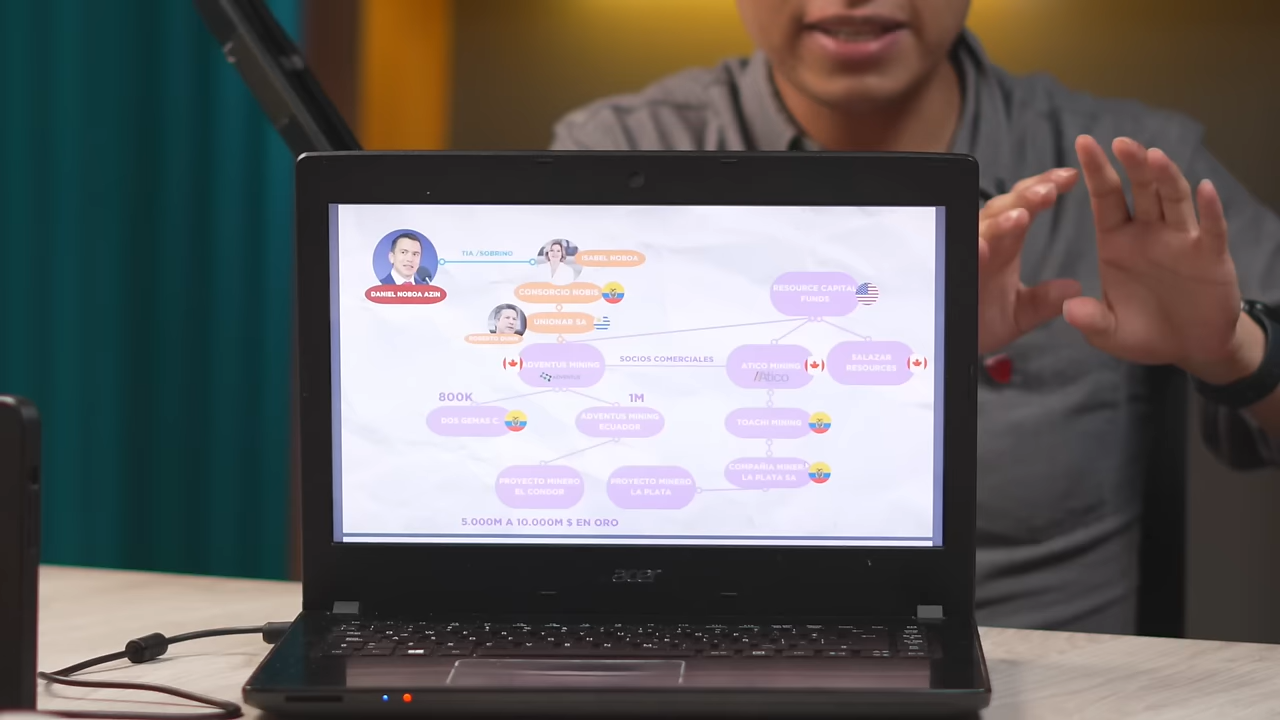 TIA /SOBRINO
ISABEL NOBOA
DANIEL NOBOA AZIN
CONSORCIO NOBIS
RESOURCE CAPITAL
FUNDS
UNIONAR SA
ADVENTUS MINING
SOCIOS COMERCIALES
ATICO MINING
Atico
SALAZAR
RESOURCES
800K
1M
DOS GEMAS C.
ADVENTUS MINING
ECUADOR
TOACHI MINING
COMPAÑIA MINERA
LA PLATA SA
PROYECTO MINERO
EL CONDOR
PROYECTO MINERO
LA PLATA
5.000M A 10.000M $ EN ORO
acer